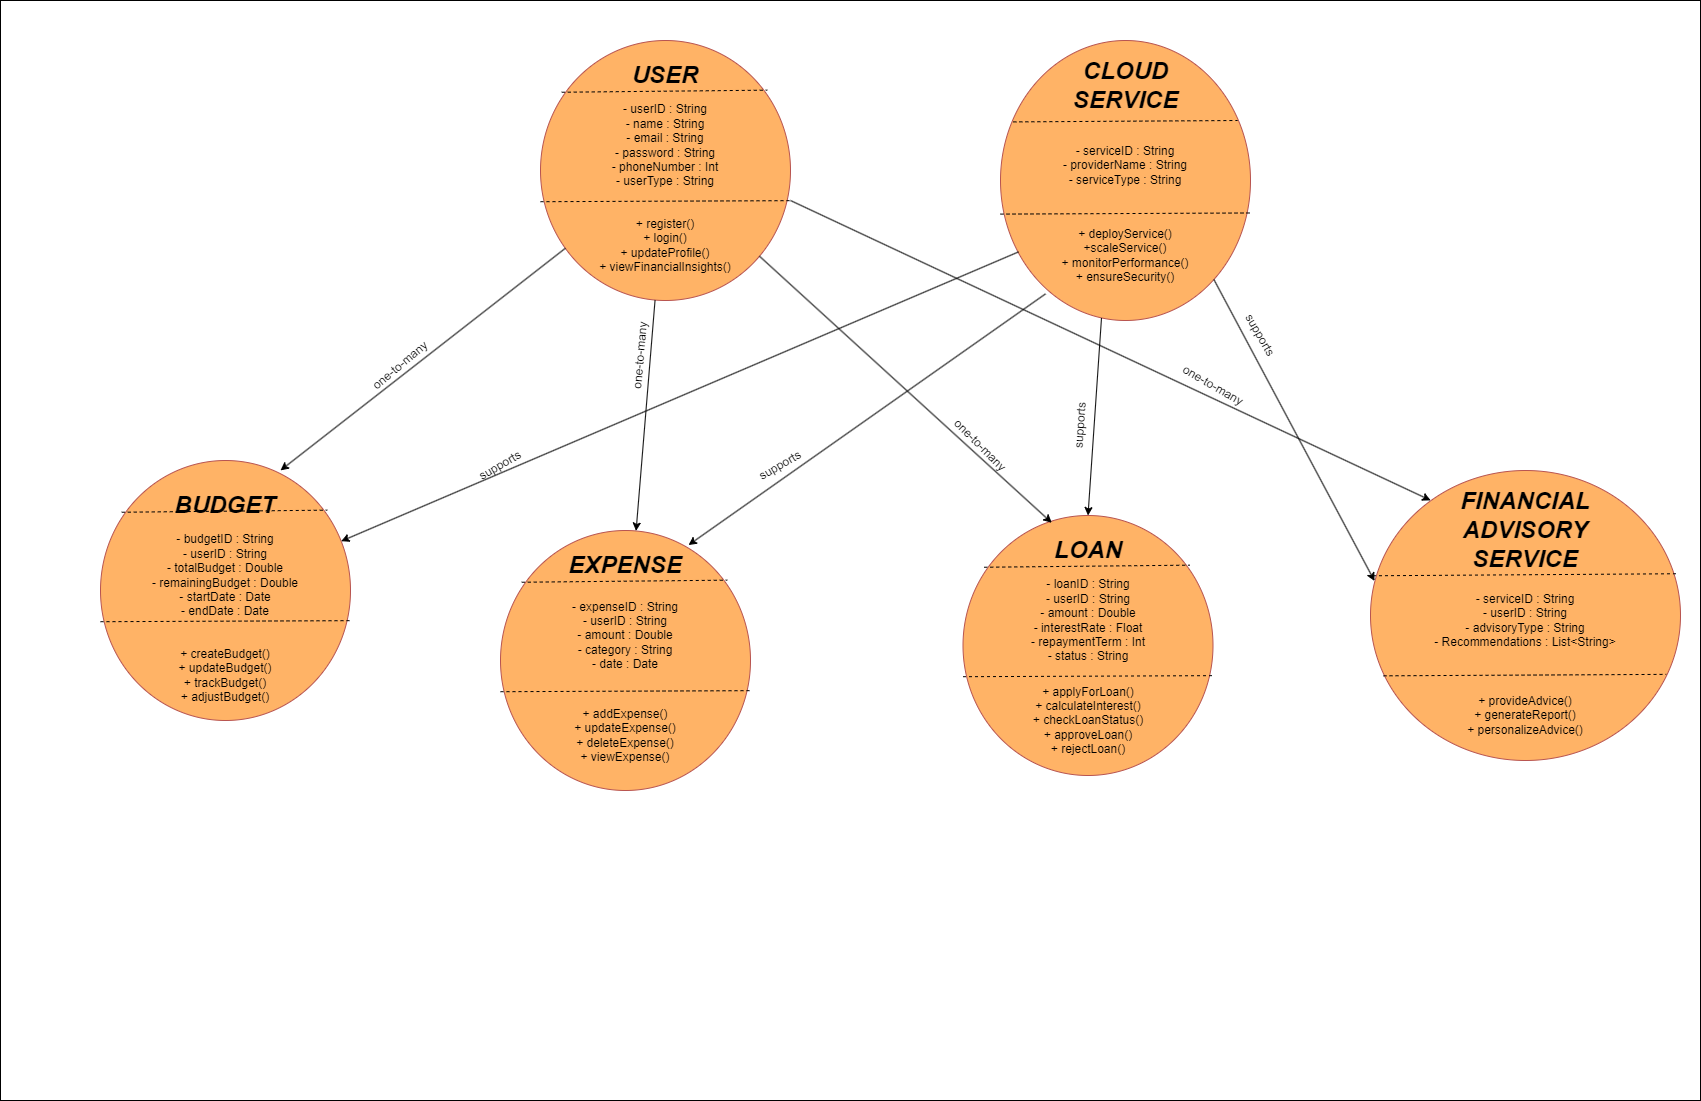 USER
- userID : String
- name : String
- email : String
- password : String
- phoneNumber : Int
- userType : String
+ register()
+ login()
+ updateProfile()
+ viewFinancialInsights()
CLOUD
SERVICE
- serviceID : String
- providerName : String
- serviceType : String
+ deployService()
+scaleService()
+ monitorPerformance()
+ ensureSecurity()
one-to-many
one-to-many
one-to-many
one-to-many
supports
supports
supports
supports
BUDGET
- budgetID : String
- userID : String
- totalBudget : Double
- remainingBudget : Double
- startDate : Date
- endDate : Date
+ createBudget()
+ updateBudget()
+ trackBudget()
+ adjustBudget()
EXPENSE
- expenseID : String
- userID : String
- amount : Double
- category : String
- date : Date
+ addExpense()
+ updateExpense()
+ deleteExpense()
+ viewExpense()
LOAN
- loanID : String
- userID : String
- amount : Double
- interestRate : Float
- repaymentTerm : Int
- status : String
+ applyForLoan()
+ calculateInterest()
+ checkLoanStatus()
+ approveLoan()
+ rejectLoan()
FINANCIAL
ADVISORY
SERVICE
- serviceID : String
- userID : String
- advisoryType : String
- Recommendations : List<String>
+ provideAdvice()
+ generateReport()
+ personalizeAdvice()